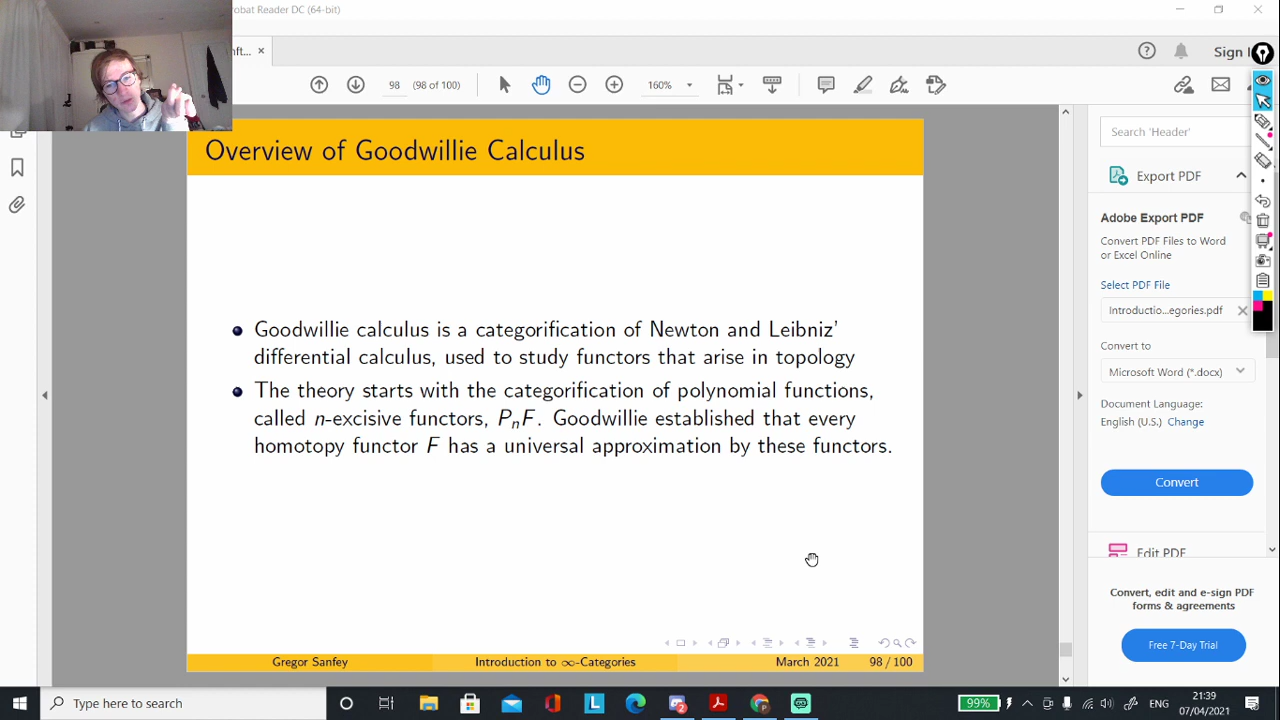 crobat Reader DC (64-bit)
nft...
Sign I
98 (98 of 100)
160%
Search 'Header'
Overview of Goodwillie Calculus
Export PDF
Adobe Export PDF
Convert PDF Files to Word
or Excel Online
Select PDF File
Introductio...egories.pdf
Convert to
Microsoft Word (*.docx)
Document Language:
English (U.S.) Change
Convert
Edit PDF
Convert, edit and e-sign PDF
forms & agreements
Free 7-Day Trial
Goodwillie calculus is a categorification of Newton and Leibniz'
differential calculus, used to study functors that arise in topology
The theory starts with the categorification of polynomial functions,
called n-excisive functors, PₙF. Goodwillie established that every
homotopy functor F has a universal approximation by these functors.
Gregor Sanfey Introduction to ∞-Categories March 2021 98 / 100
Type here to search
99%
ENG
21:39
07/04/2021